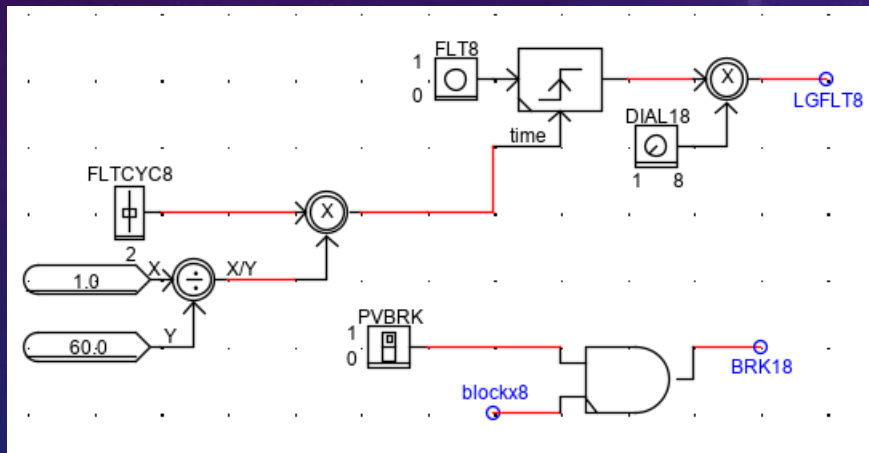 FLT8
1
0
X
LGFLT8
DIAL18
1 8
time
FLTCYC8
2
X
1.0
X
÷
X/Y
60.0
Y
PVBRK
1
0
BRK18
blockx8